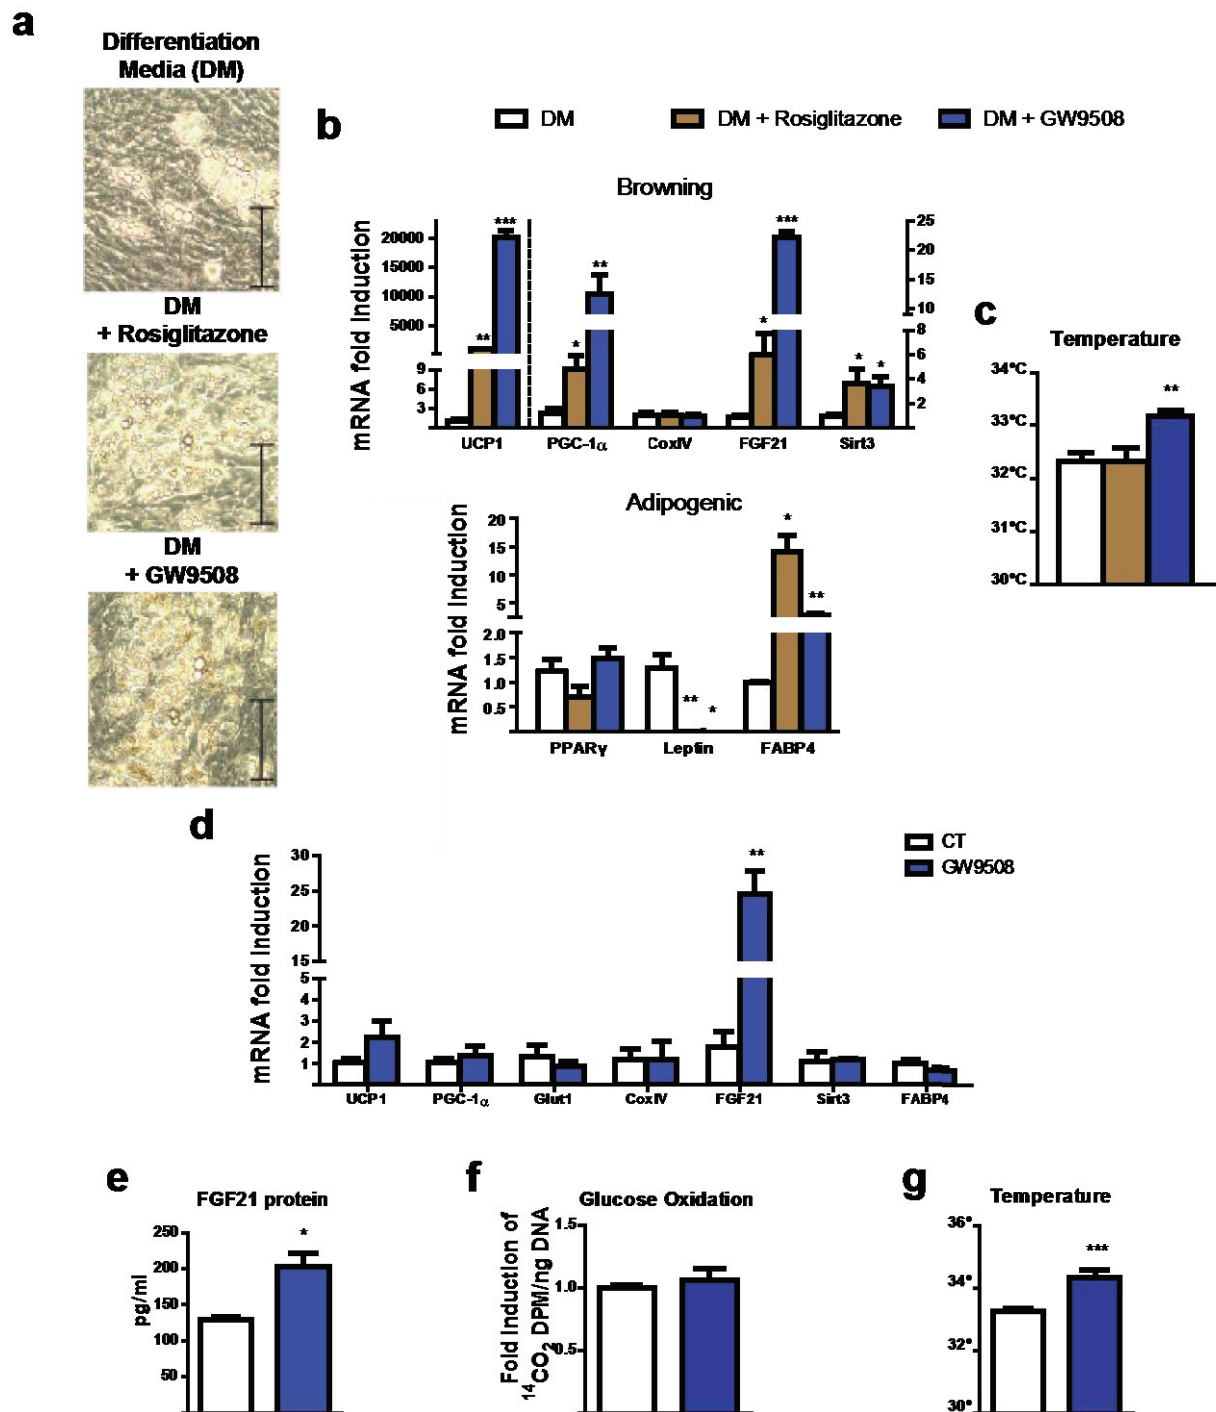 a
Differentiation
Media (DM)
DM
+ Rosiglitazone
DM
+ GW9508
b
DM
DM + Rosiglitazone
DM + GW9508
Browning
mRNA fold Induction
20000
15000
10000
5000
9
6
3
**
***
*
**
*
***
*
*
25
20
15
10
8
6
4
2
UCP1
PGC-1α
CoxIV
FGF21
Sirt3
Adipogenic
mRNA fold Induction
20
15
10
5
2.0
1.5
1.0
0.5
**
*
*
**
PPARγ
Leptin
FABP4
c
Temperature
34°C
33°C
32°C
31°C
30°C
**
d
CT
GW9508
mRNA fold Induction
30
25
20
15
5
4
3
2
1
**
UCP1
PGC-1α
Glut1
CoxIV
FGF21
Sirt3
FABP4
e
FGF21 protein
pg/ml
250
200
150
100
50
*
f
Glucose Oxidation
Fold Induction of
14CO2 DPM/ng DNA
1.5
1.0
0.5
g
Temperature
36°
34°
32°
30°
***